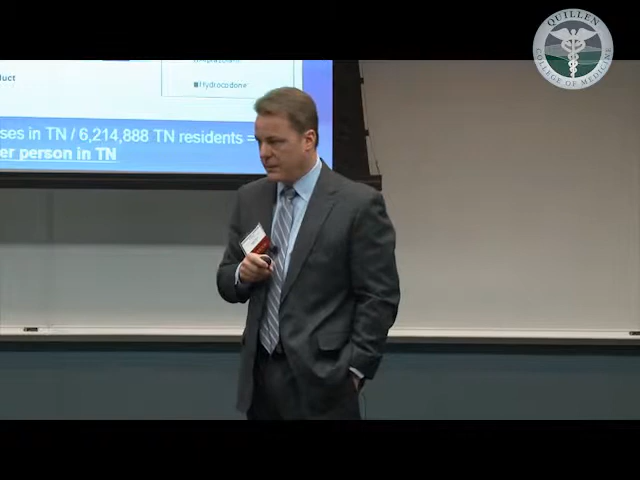 QUILLEN
COLLEGE OF MEDICINE
uct
Hydrocodone
ses in TN / 6,214,888 TN residents =
er person in TN